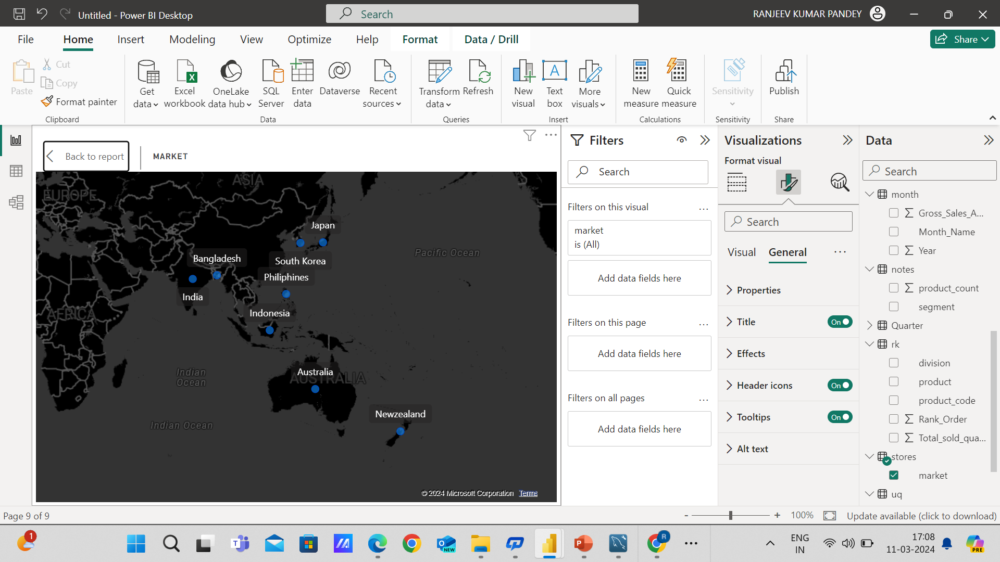 Untitled - Power BI Desktop
Search
RANJEEV KUMAR PANDEY
File
Home
Insert
Modeling
View
Optimize
Help
Format
Data / Drill
Share
Paste
Cut
Copy
Format painter
Get data
Excel workbook
OneLake data hub
SQL Server
Enter data
Dataverse
Recent sources
Transform data
Refresh
New visual
Text box
More visuals
New measure
Quick measure
Sensitivity
Publish
Clipboard
Data
Queries
Insert
Calculations
Sensitivity
Share
Back to report
MARKET
ASIA
EUROPE
Japan
Bangladesh
South Korea
Pacific Ocean
Philiphines
India
Indonesia
AFRICA
Indian
Ocean
Australia
AUSTRALIA
Newzealand
Indian Ocean
© 2024 Microsoft Corporation Terms
Filters
Search
Filters on this visual
...
market
is (All)
Add data fields here
Filters on this page
...
Add data fields here
Filters on all pages
...
Add data fields here
Visualizations
Format visual
Search
Visual
General
...
Properties
Title
On
Effects
Header icons
On
Tooltips
On
Alt text
Data
Search
month
Σ Gross_Sales_A...
Month_Name
Σ Year
notes
Σ product_count
segment
Quarter
rk
division
product
product_code
Σ Rank_Order
Σ Total_sold_qua...
stores
market
uq
Page 9 of 9
- + 100%
Update available (click to download)
1
T
NEW
P
R
ENG
IN
17:08
11-03-2024
PRE